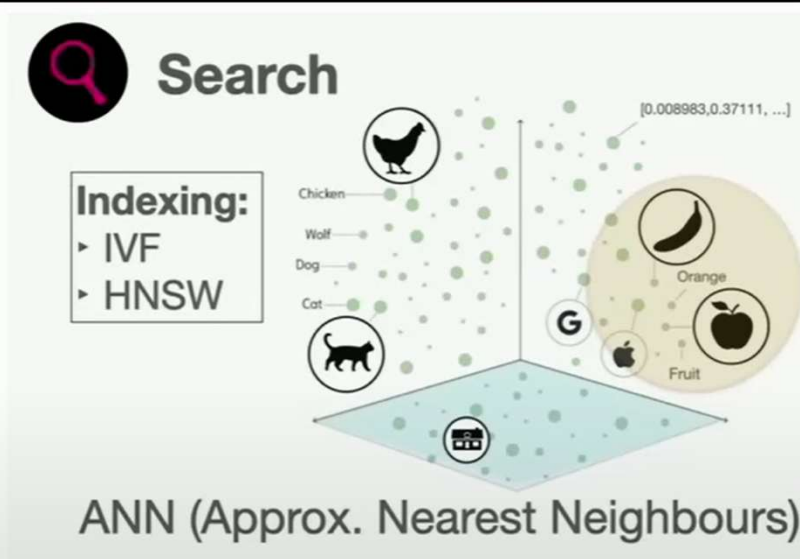 Search
[0.008983,0.37111, ...]
Indexing:
‣ IVF
‣ HNSW
Chicken
Wolf
Dog
Cat
Orange
G
Fruit
ANN (Approx. Nearest Neighbours)